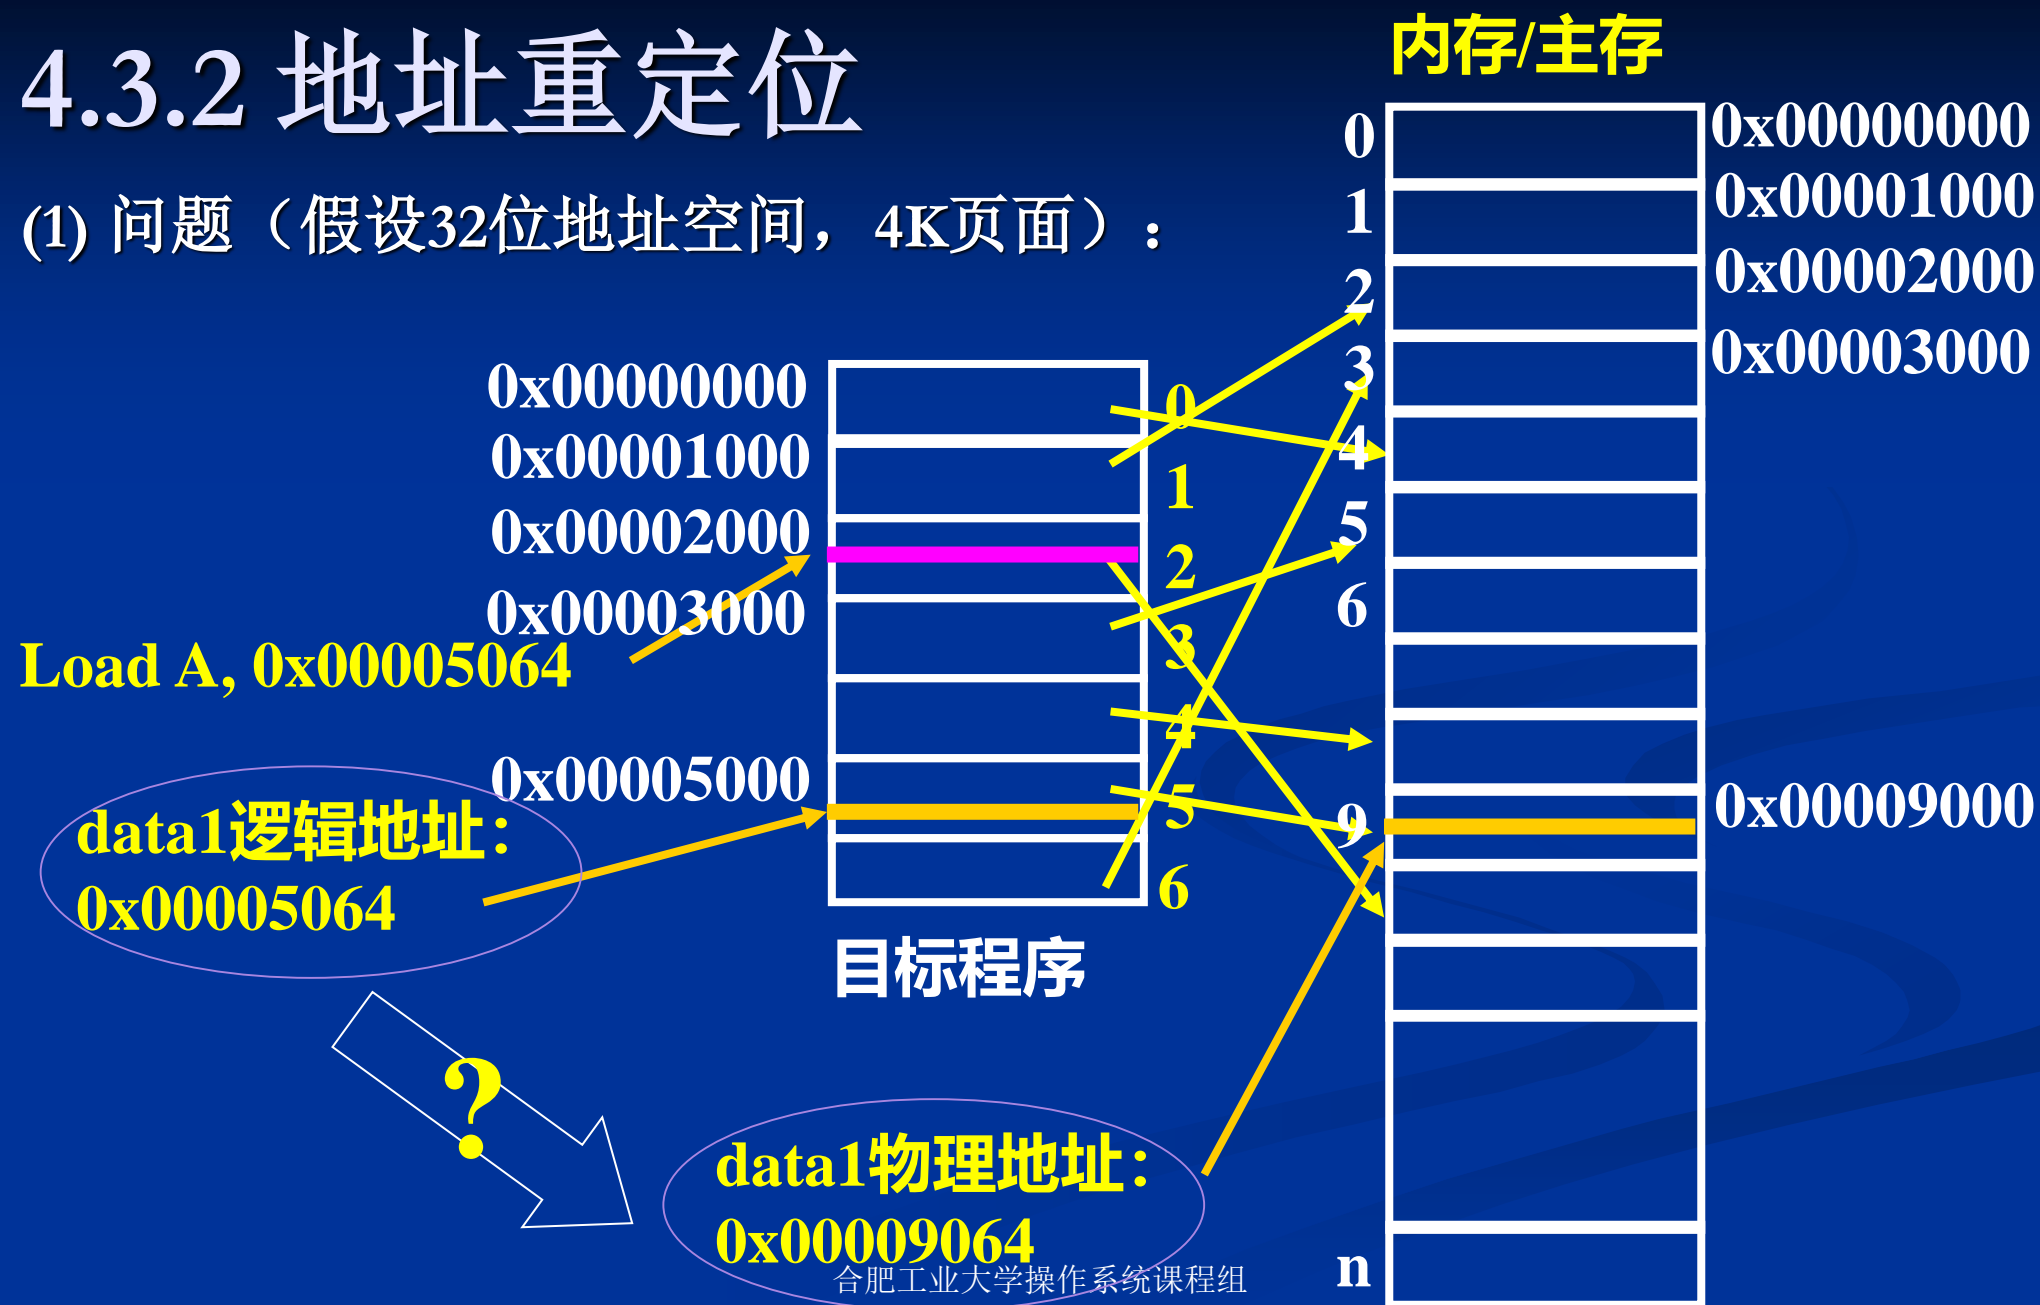 4.3.2 地址重定位
(1) 问题（假设32位地址空间，4K页面）：
内存/主存
0
0x00000000
1
0x00001000
2
0x00002000
3
0x00003000
4
5
6
9
0x00009000
n
0x00000000
0
0x00001000
1
0x00002000
2
0x00003000
3
4
0x00005000
5
6
目标程序
Load A, 0x00005064
data1逻辑地址：
0x00005064
?
data1物理地址：
0x00009064
合肥工业大学操作系统课程组